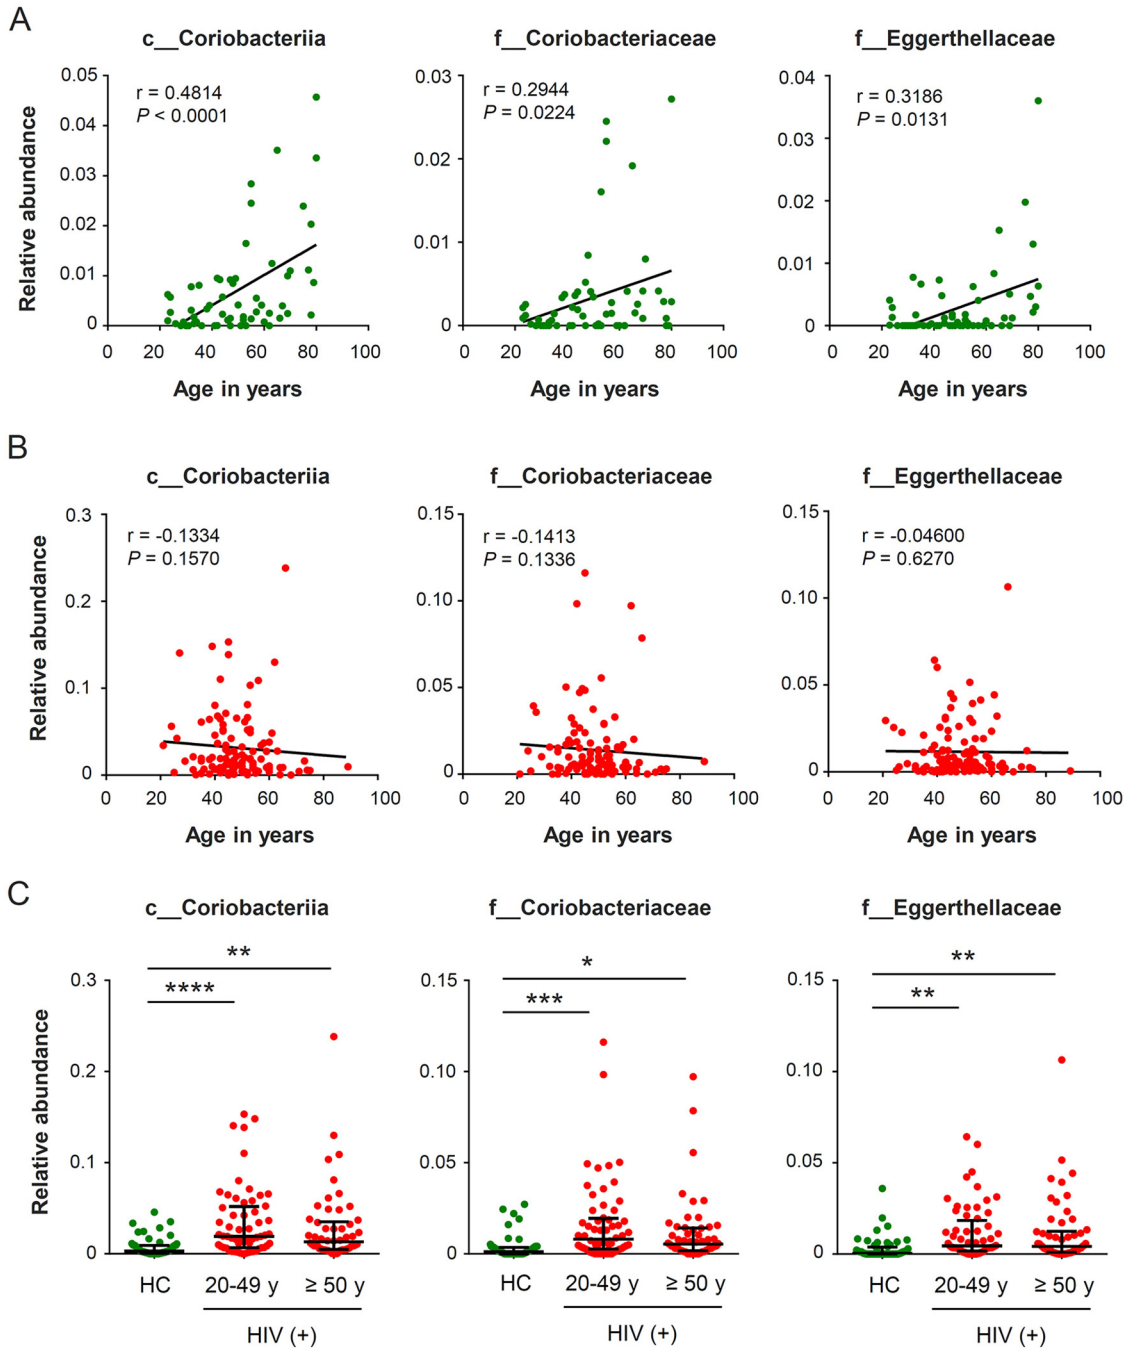 A
c__Coriobacteriia
f__Coriobacteriaceae
f__Eggerthellaceae
Relative abundance
0.05
0.04
0.03
0.02
0.01
0
r = 0.4814
P < 0.0001
0 20 40 60 80 100
Age in years
0.03
0.02
0.01
0
r = 0.2944
P = 0.0224
0 20 40 60 80 100
Age in years
0.04
0.03
0.02
0.01
0
r = 0.3186
P = 0.0131
0 20 40 60 80 100
Age in years
B
c__Coriobacteriia
f__Coriobacteriaceae
f__Eggerthellaceae
Relative abundance
0.3
0.2
0.1
0
r = -0.1334
P = 0.1570
0 20 40 60 80 100
Age in years
0.15
0.10
0.05
0
r = -0.1413
P = 0.1336
0 20 40 60 80 100
Age in years
0.15
0.10
0.05
0
r = -0.04600
P = 0.6270
0 20 40 60 80 100
Age in years
C
c__Coriobacteriia
f__Coriobacteriaceae
f__Eggerthellaceae
Relative abundance
0.3
0.2
0.1
0
**
****
HC 20-49 y ≥ 50 y
HIV (+)
0.15
0.10
0.05
0
*
***
HC 20-49 y ≥ 50 y
HIV (+)
0.15
0.10
0.05
0
**
**
HC 20-49 y ≥ 50 y
HIV (+)